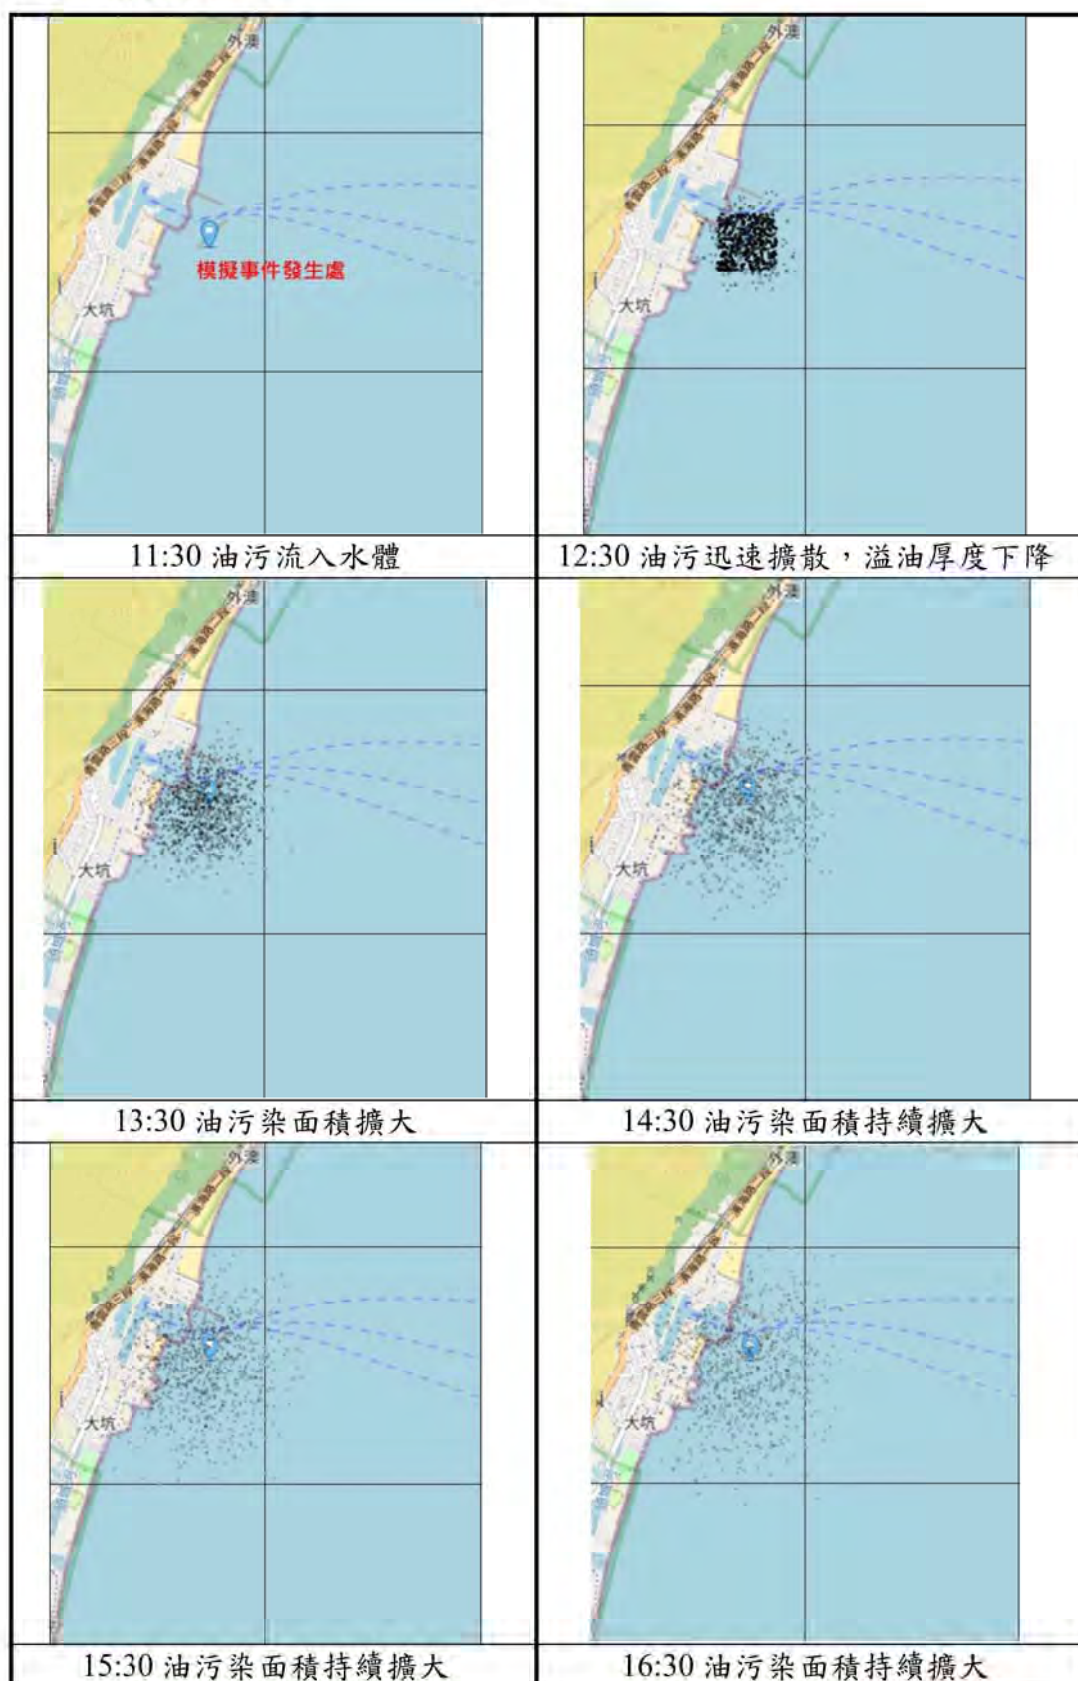 外澳
模擬事件發生處
大坑
11:30 油污流入水體
外澳
大坑
12:30 油污迅速擴散，溢油厚度下降
外澳
大坑
13:30 油污染面積擴大
外澳
大坑
14:30 油污染面積持續擴大
外澳
大坑
15:30 油污染面積持續擴大
外澳
大坑
16:30 油污染面積持續擴大